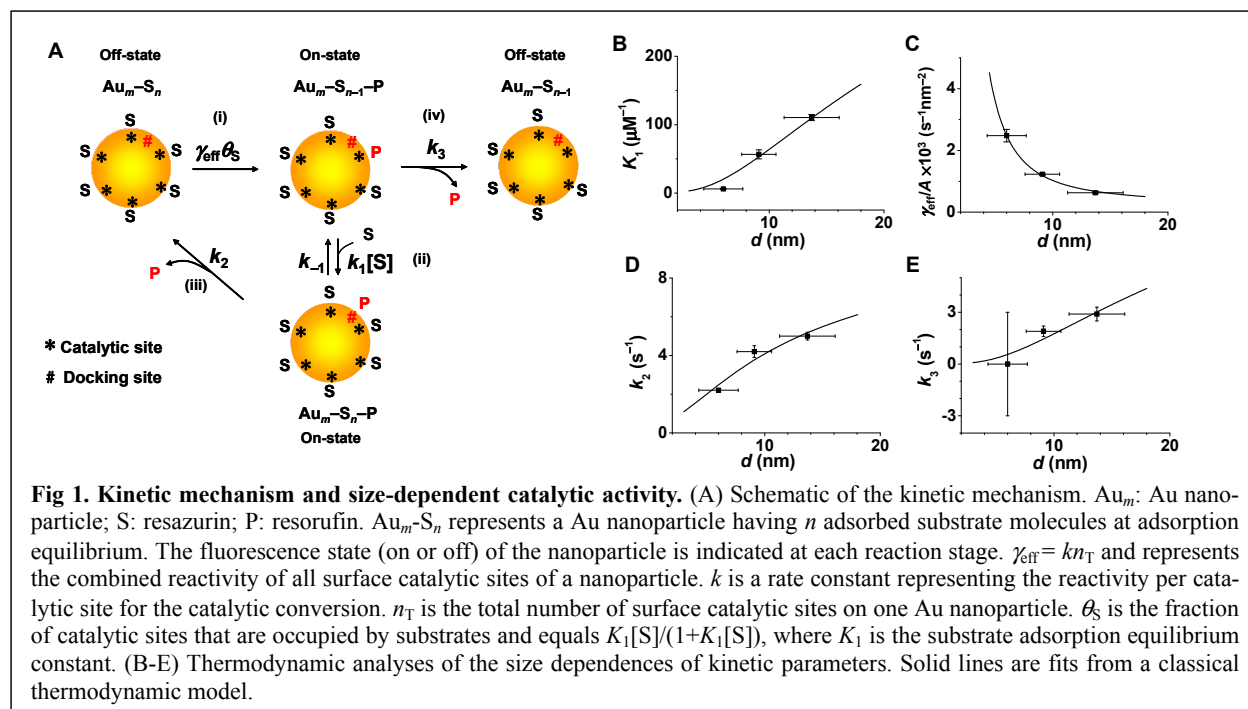 A
Off-state
On-state
Off-state
Auₘ–Sₙ
Auₘ–Sₙ₋₁–P
Auₘ–Sₙ₋₁
S S S S S S
* * * * * * #
(i)
γeffθS
S S S S S
* * * * * * # P
(iv)
k₃
P
S S S S S
* * * * * * #
k₂
P
(iii)
k₋₁
S
k₁[S]
(ii)
S S S S S S
* * * * * * # P
* Catalytic site
# Docking site
Auₘ–Sₙ–P
On-state
B
K₁ (µM⁻¹)
200
150
100
50
0
10 20
d (nm)
C
γeff/A ×10³ (s⁻¹nm⁻²)
4
2
0
10 20
d (nm)
D
k₂ (s⁻¹)
8
4
0
10 20
d (nm)
E
k₃ (s⁻¹)
3
0
-3
10 20
d (nm)
Fig 1. Kinetic mechanism and size-dependent catalytic activity. (A) Schematic of the kinetic mechanism. Auₘ: Au nano-
particle; S: resazurin; P: resorufin. Auₘ-Sₙ represents a Au nanoparticle having n adsorbed substrate molecules at adsorption
equilibrium. The fluorescence state (on or off) of the nanoparticle is indicated at each reaction stage. γeff = knT and represents
the combined reactivity of all surface catalytic sites of a nanoparticle. k is a rate constant representing the reactivity per cata-
lytic site for the catalytic conversion. nT is the total number of surface catalytic sites on one Au nanoparticle. θS is the fraction
of catalytic sites that are occupied by substrates and equals K₁[S]/(1+K₁[S]), where K₁ is the substrate adsorption equilibrium
constant. (B-E) Thermodynamic analyses of the size dependences of kinetic parameters. Solid lines are fits from a classical
thermodynamic model.